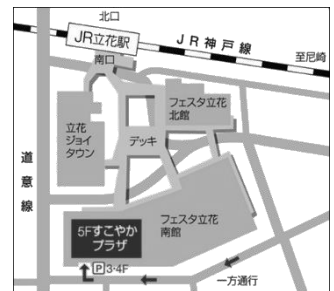 北口
JR立花駅
JR神戸線
至尼崎
南口
フェスタ立花
北館
立花
ジョイ
タウン
デッキ
道意線
フェスタ立花
南館
5Fすこやか
プラザ
P3・4F
一方通行